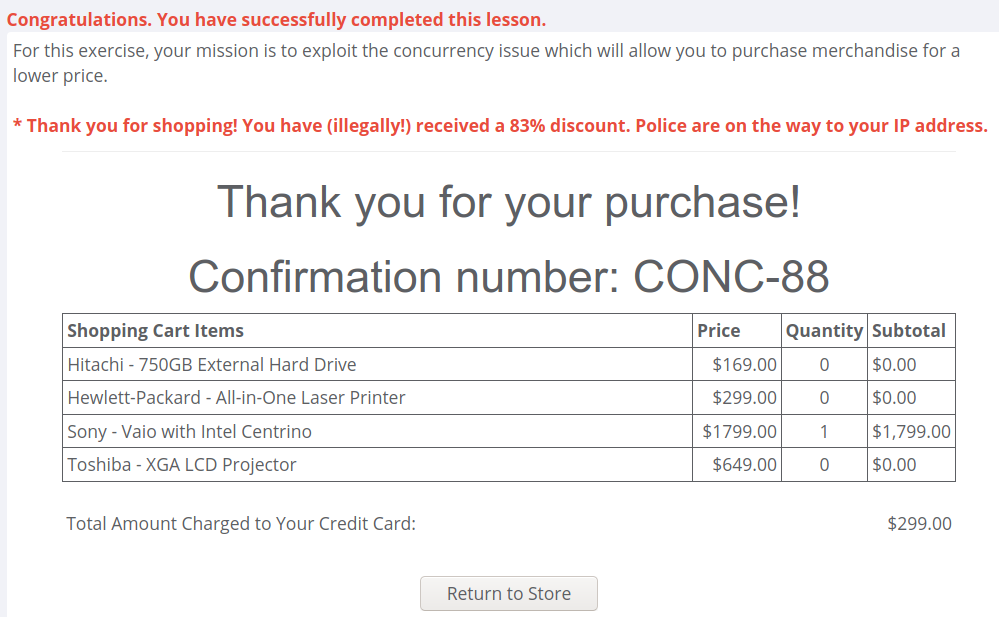 Congratulations. You have successfully completed this lesson.
For this exercise, your mission is to exploit the concurrency issue which will allow you to purchase merchandise for a
lower price.
* Thank you for shopping! You have (illegally!) received a 83% discount. Police are on the way to your IP address.
Thank you for your purchase!
Confirmation number: CONC-88
Shopping Cart Items Price Quantity Subtotal
Hitachi - 750GB External Hard Drive $169.00 0 $0.00
Hewlett-Packard - All-in-One Laser Printer $299.00 0 $0.00
Sony - Vaio with Intel Centrino $1799.00 1 $1,799.00
Toshiba - XGA LCD Projector $649.00 0 $0.00
Total Amount Charged to Your Credit Card: $299.00
Return to Store